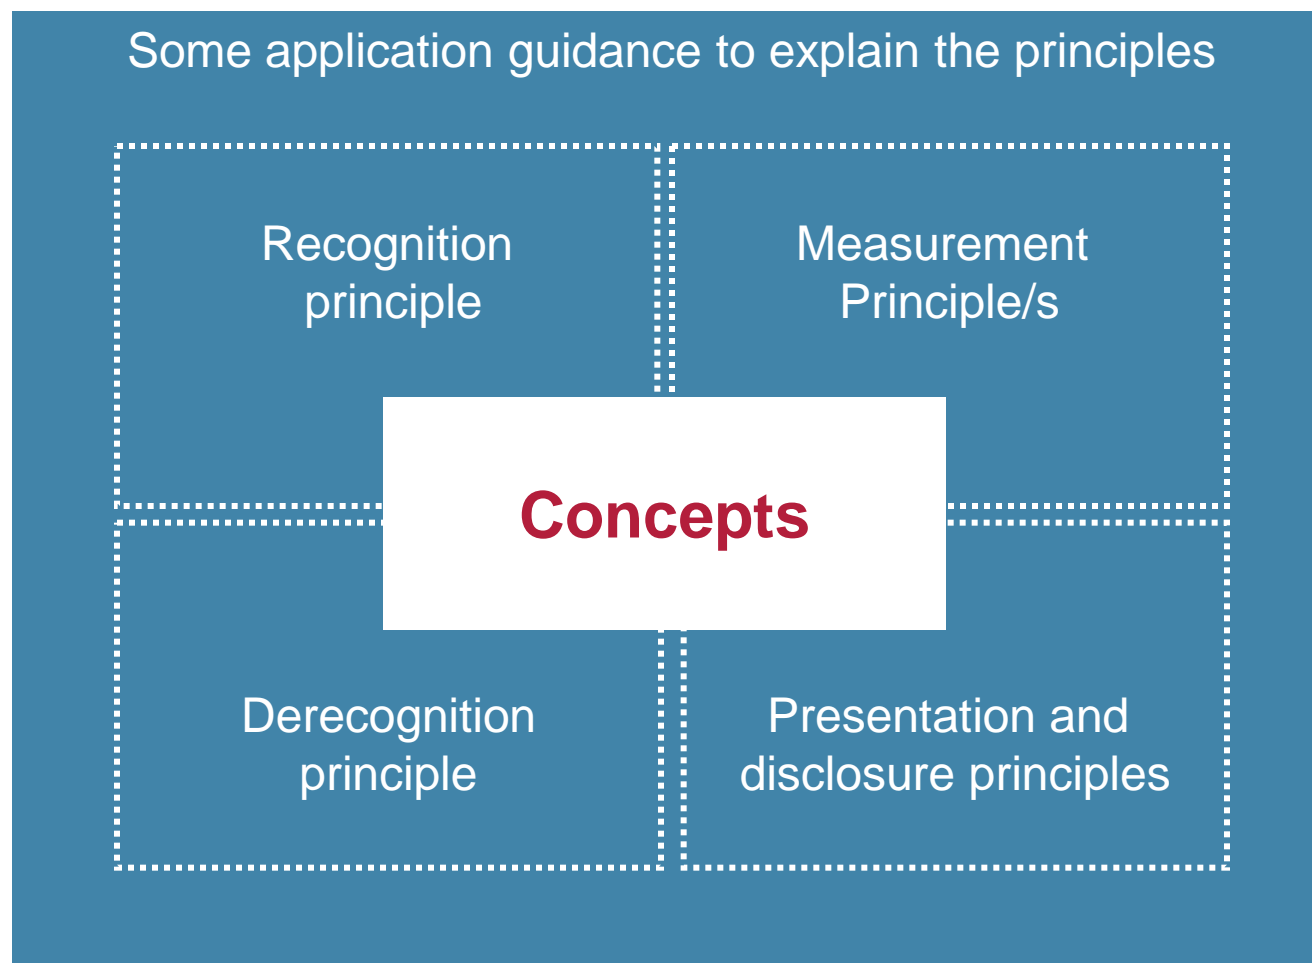 Some application guidance to explain the principles
Recognition
principle
Measurement
Principle/s
Concepts
Derecognition
principle
Presentation and
disclosure principles